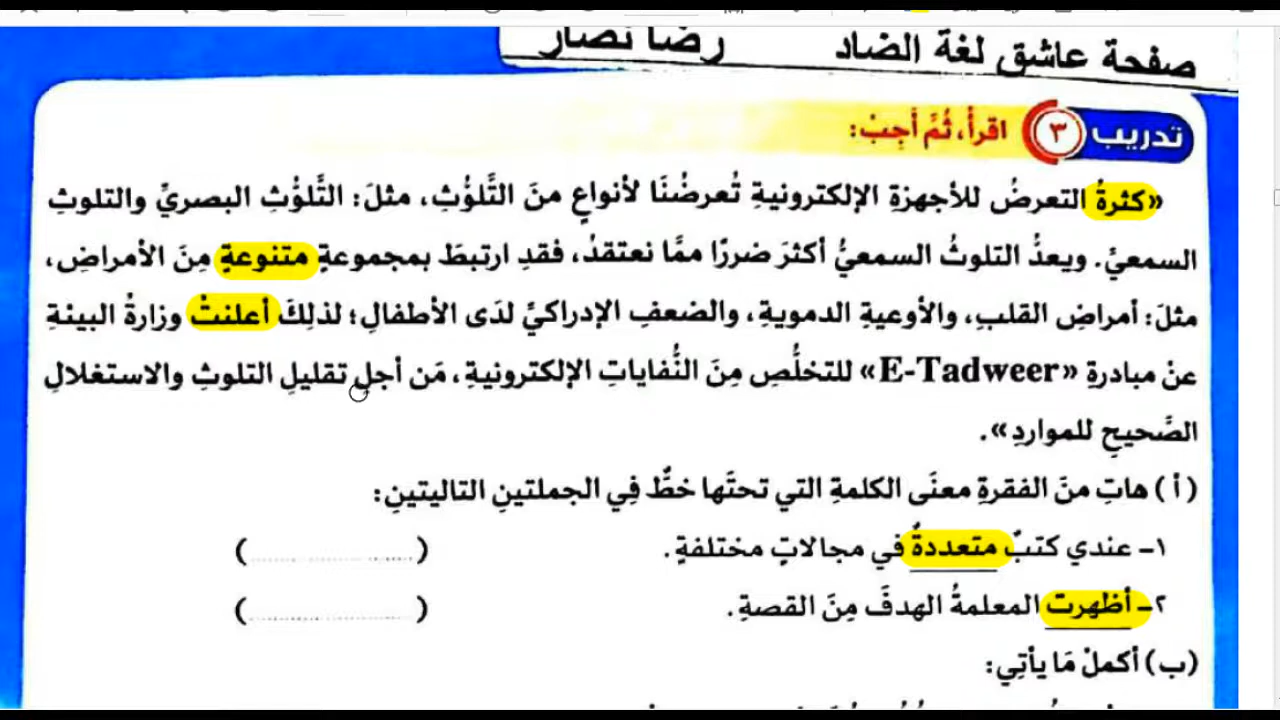 صفحة عاشق لغة الضاد رضا نصار
تدريب ٣ اقرأ، ثُمَّ أجِبْ:
«كثرةُ التعرضُ للأجهزةِ الإلكترونيةِ تُعرضُنَا لأنواعٍ منَ التَّلوُّثِ، مثلَ: التَّلوُّثِ البصريِّ والتلوثِ
السمعيِّ. ويعدُّ التلوثُ السمعيُّ أكثرَ ضررًا ممَّا نعتقدُ، فقدِ ارتبطَ بمجموعةٍ متنوعةٍ مِنَ الأمراضِ،
مثلَ: أمراضِ القلبِ، والأوعيةِ الدمويةِ، والضعفِ الإدراكيِّ لدَى الأطفالِ؛ لذلِكَ أعلنتْ وزارةُ البيئةِ
عنْ مبادرةِ «E-Tadweer» للتخلُّصِ مِنَ النُّفاياتِ الإلكترونيةِ، مَن أجلِ تقليلِ التلوثِ والاستغلالِ
الصَّحيحِ للمواردِ».
(أ) هاتِ منَ الفقرةِ معنَى الكلمةِ التي تحتَها خطٌّ فِي الجملتينِ التاليتينِ:
١- عندي كتبٌ متعددةٌ في مجالاتٍ مختلفةٍ. (..................)
٢- أظهرت المعلمةُ الهدفَ مِنَ القصةِ. (..................)
(ب) أكملْ مَا يأتِي: